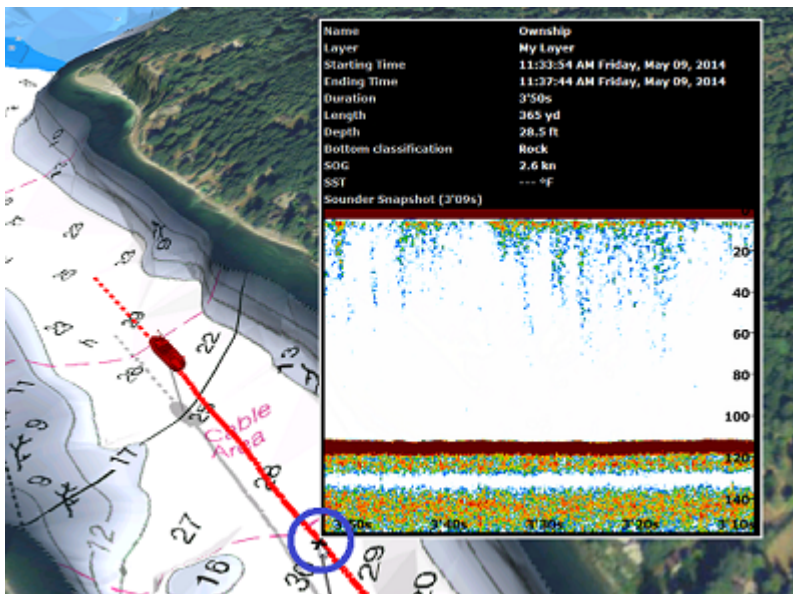 Name Ownship
Layer My Layer
Starting Time 11:33:54 AM Friday, May 09, 2014
Ending Time 11:37:44 AM Friday, May 09, 2014
Duration 3'50s
Length 365 yd
Depth 28.5 ft
Bottom classification Rock
SOG 2.6 kn
SST --- °F
Sounder Snapshot (3'09s)
0
20
40
60
80
100
120
140
3'50s 3'40s 3'30s 3'20s 3'10s
22
13
17
Cable
Area
28
27
12
16
30
29
20
11
9
9